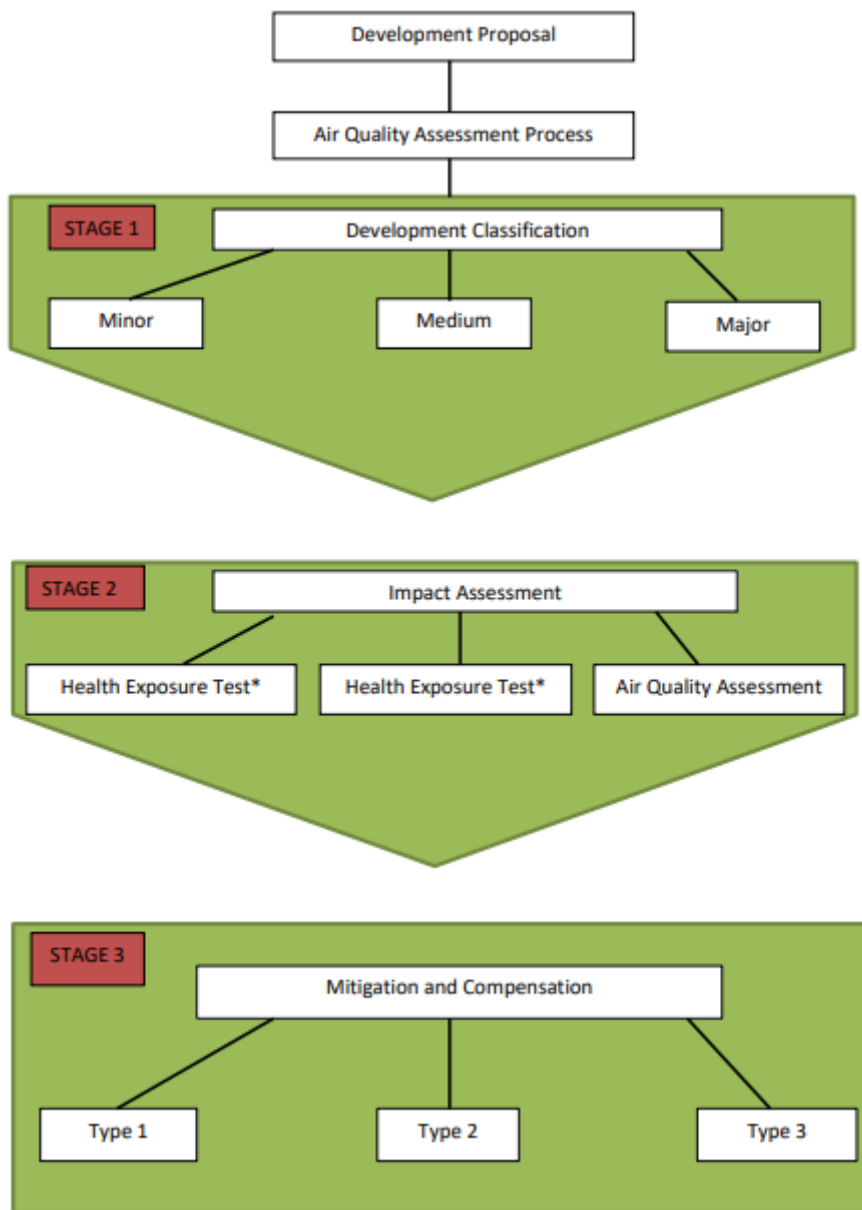 Development Proposal
Air Quality Assessment Process
STAGE 1
Development Classification
Minor
Medium
Major
STAGE 2
Impact Assessment
Health Exposure Test*
Health Exposure Test*
Air Quality Assessment
STAGE 3
Mitigation and Compensation
Type 1
Type 2
Type 3